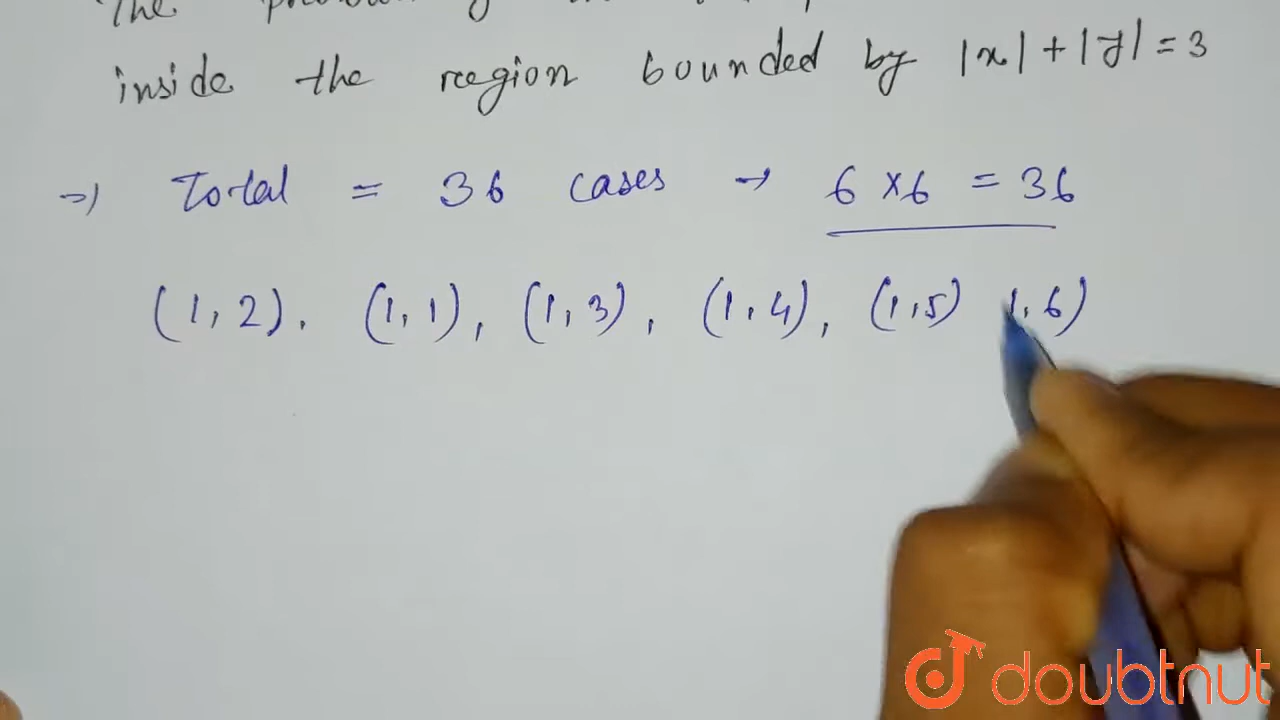 The
inside the region bounded by |x|+|y|=3
=) Total = 36 cases → 6×6 = 36
(1,2). (1,1), (1,3), (1,4), (1,5) 1,6)
doubtnut